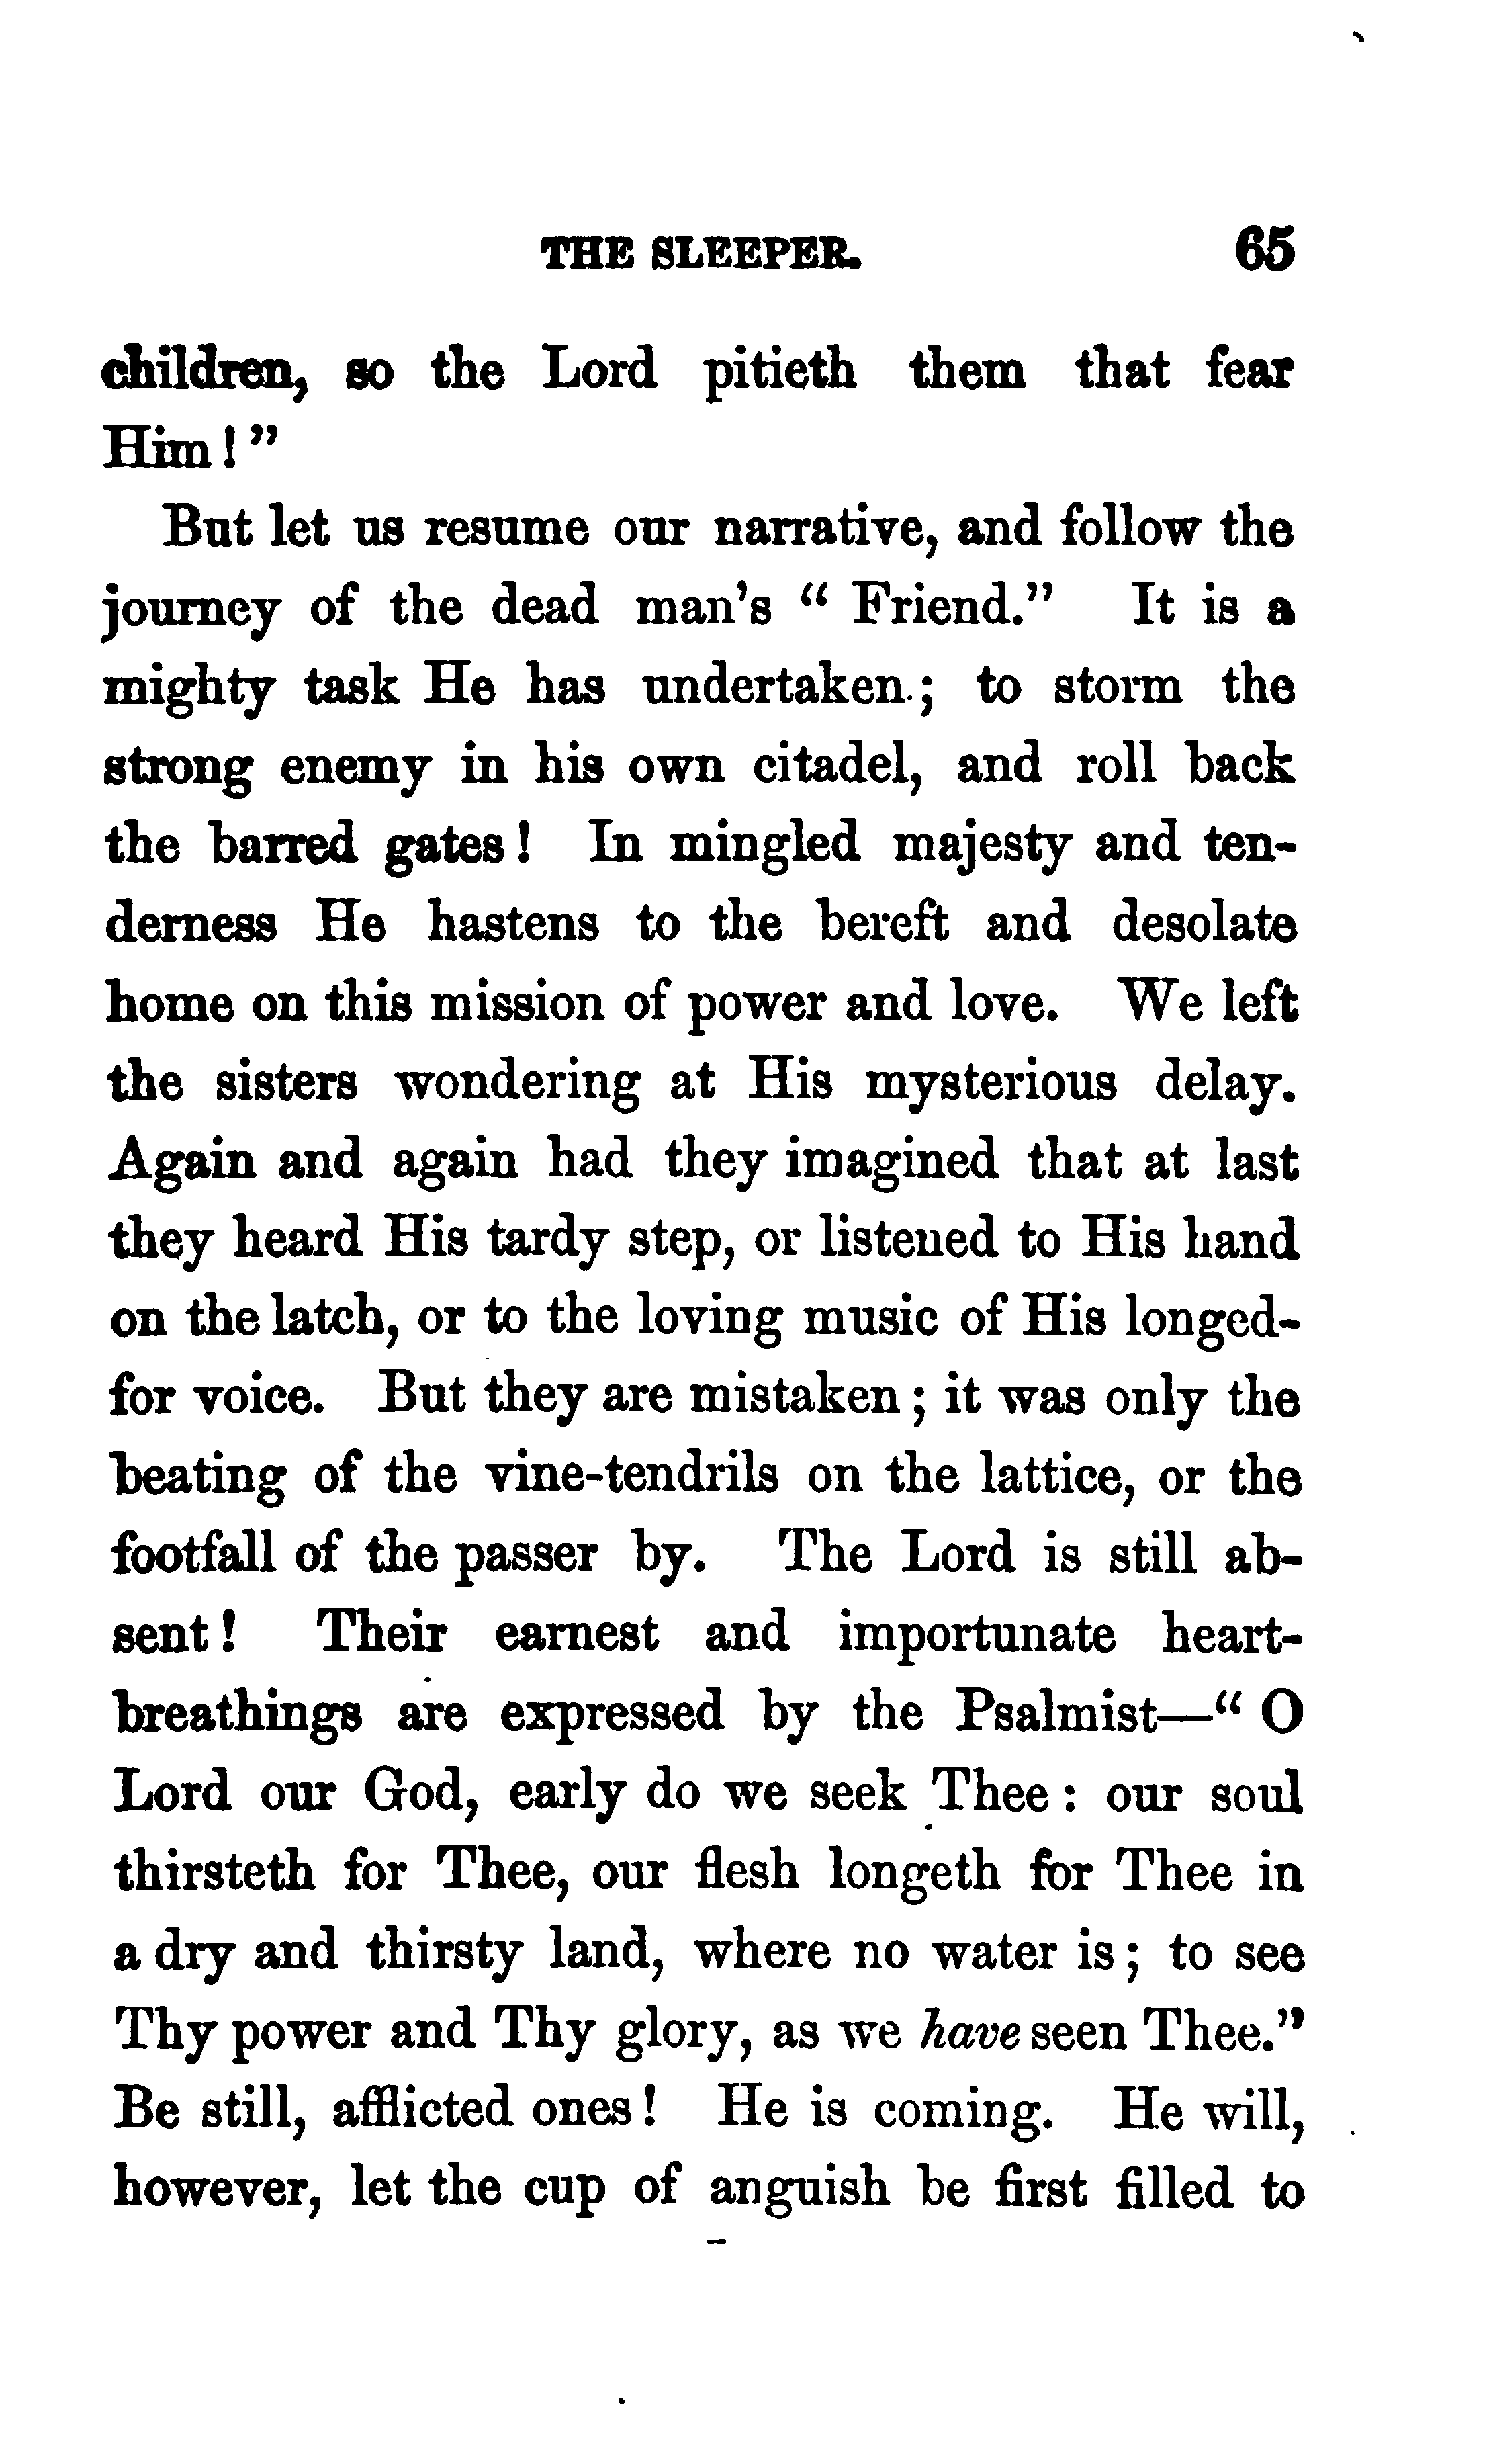 THE SLEEPER. 65
children, so the Lord pitieth them that fear
Him!"
But let us resume our narrative, and follow the
journey of the dead man's "Friend." It is a
mighty task He has undertaken; to storm the
strong enemy in his own citadel, and roll back
the barred gates! In mingled majesty and ten-
derness He hastens to the bereft and desolate
home on this mission of power and love. We left
the sisters wondering at His mysterious delay.
Again and again had they imagined that at last
they heard His tardy step, or listened to His hand
on the latch, or to the loving music of His longed-
for voice. But they are mistaken; it was only the
beating of the vine-tendrils on the lattice, or the
footfall of the passer by. The Lord is still ab-
sent! Their earnest and importunate heart-
breathings are expressed by the Psalmist—"O
Lord our God, early do we seek Thee: our soul
thirsteth for Thee, our flesh longeth for Thee in
a dry and thirsty land, where no water is; to see
Thy power and Thy glory, as we have seen Thee."
Be still, afflicted ones! He is coming. He will,
however, let the cup of anguish be first filled to